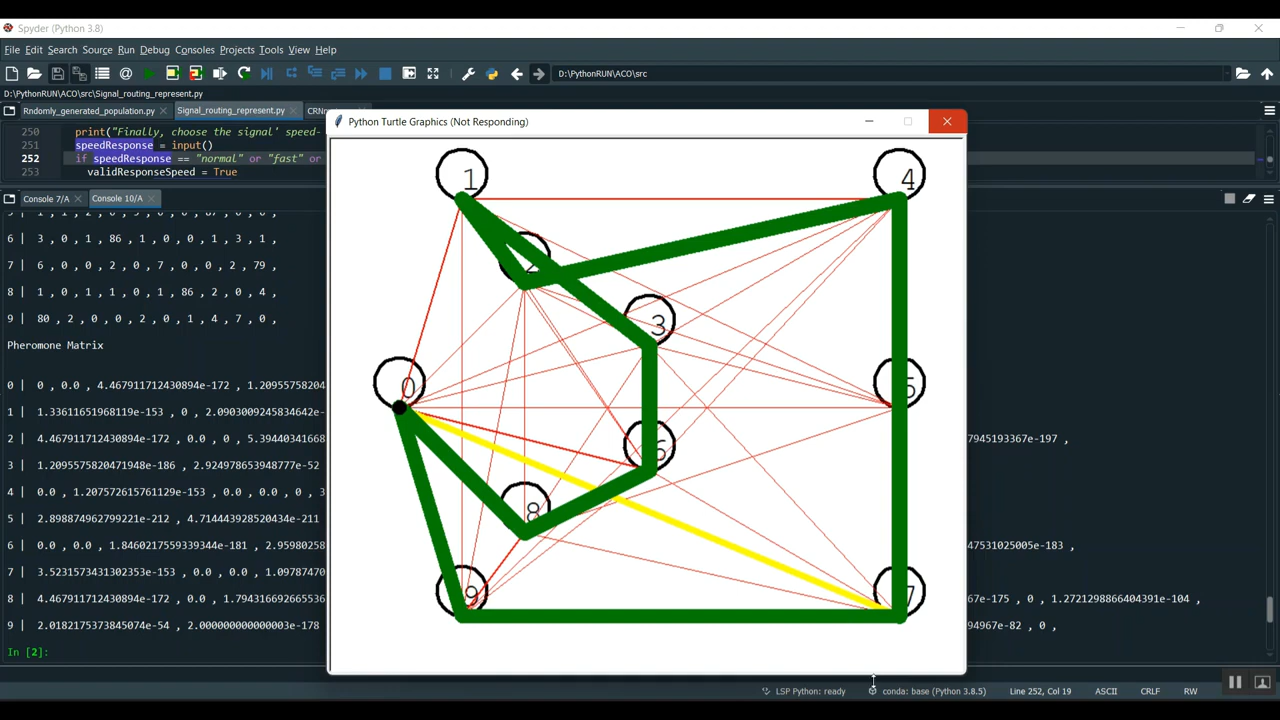 Spyder (Python 3.8)
File Edit Search Source Run Debug Consoles Projects Tools View Help
D:\PythonRUN\ACO\src
D:\PythonRUN\ACO\src\Signal_routing_represent.py
Rndomly_generated_population.py Signal_routing_represent.py
250 print("Finally, choose the signal' speed-
251 speedResponse = input()
252 if speedResponse == "normal" or "fast" or
253 validResponseSpeed = True
Console 7/A Console 10/A
6 | 3 , 0 , 1 , 86 , 1 , 0 , 0 , 1 , 3 , 1 ,
7 | 6 , 0 , 0 , 2 , 0 , 7 , 0 , 0 , 2 , 79 ,
8 | 1 , 0 , 1 , 1 , 0 , 1 , 86 , 2 , 0 , 4 ,
9 | 80 , 2 , 0 , 0 , 2 , 0 , 1 , 4 , 7 , 0 ,
Pheromone Matrix
0 | 0 , 0.0 , 4.467911712430894e-172 , 1.20955758204
1 | 1.33611651968119e-153 , 0 , 2.0903009245834642e-
2 | 4.467911712430894e-172 , 0.0 , 0 , 5.39440341668 7945193367e-197 ,
3 | 1.2095575820471948e-186 , 2.924978653948777e-52
4 | 0.0 , 1.207572615761129e-153 , 0.0 , 0.0 , 0 , 3
5 | 2.898874962799221e-212 , 4.714443928520434e-211
6 | 0.0 , 0.0 , 1.8460217559339344e-181 , 2.95980258 47531025005e-183 ,
7 | 3.5231573431302353e-153 , 0.0 , 0.0 , 1.09787470
8 | 4.467911712430892e-172 , 0.0 , 1.794316692665536 67e-175 , 0 , 1.2721298866404391e-104 ,
9 | 2.0182175373845074e-54 , 94967e-82 , 0 ,
In [2]:
Python Turtle Graphics (Not Responding)
1
4
3
0
5
6
8
9
7
LSP Python: ready conda: base (Python 3.8.5) Line 252, Col 19 ASCII CRLF RW